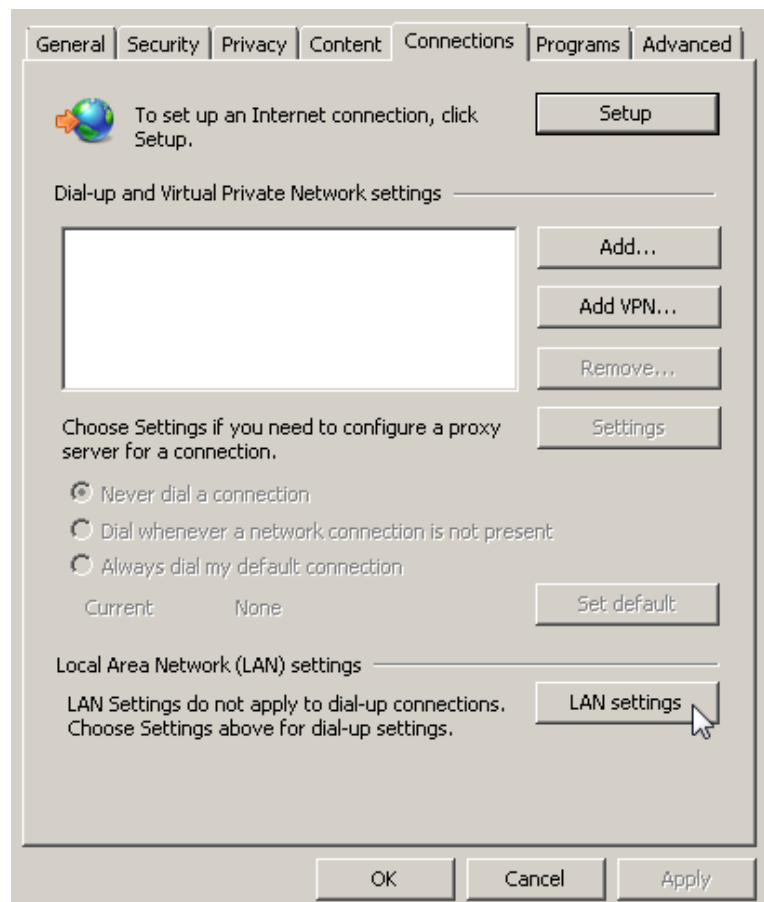 General Security Privacy Content Connections Programs Advanced
To set up an Internet connection, click
Setup.
Setup
Dial-up and Virtual Private Network settings
Add...
Add VPN...
Remove...
Choose Settings if you need to configure a proxy
server for a connection.
Settings
Never dial a connection
Dial whenever a network connection is not present
Always dial my default connection
Current None
Set default
Local Area Network (LAN) settings
LAN Settings do not apply to dial-up connections.
Choose Settings above for dial-up settings.
LAN settings
OK Cancel Apply